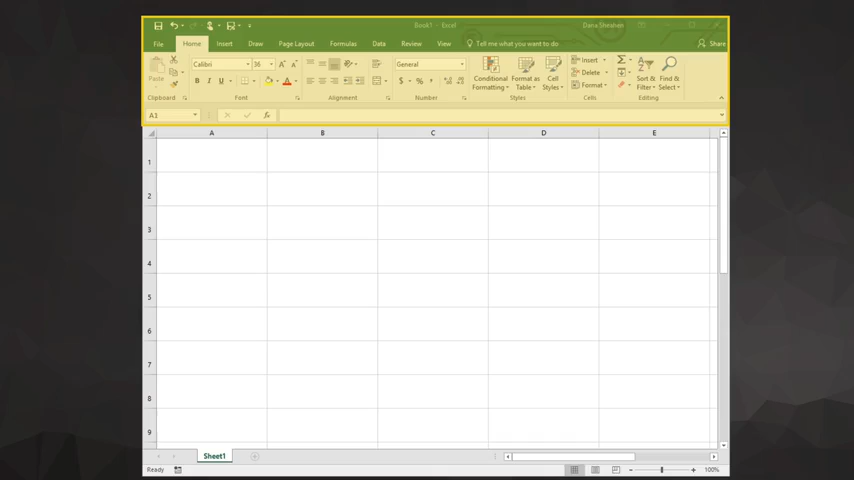 Book1 - Excel
Dana Sheahen
File Home Insert Draw Page Layout Formulas Data Review View Tell me what you want to do Share
Paste
Calibri 36
B I U
General
$ % ,
Conditional Formatting
Format as Table
Cell Styles
Insert
Delete
Format
Sort & Filter
Find & Select
Clipboard Font Alignment Number Styles Cells Editing
A1 fx
A B C D E
1
2
3
4
5
6
7
8
9
Sheet1
Ready 100%